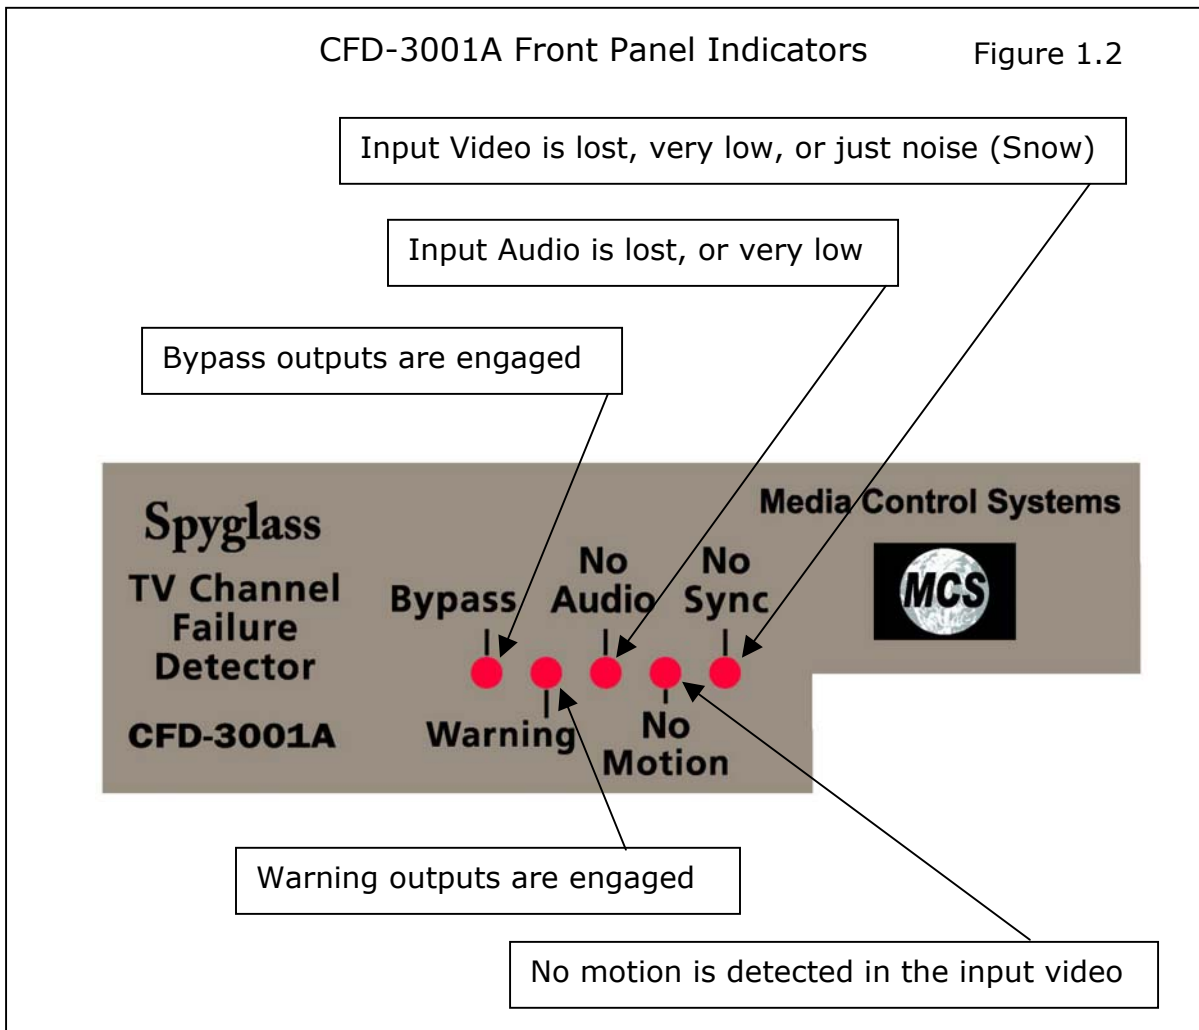 CFD-3001A Front Panel Indicators
Figure 1.2
Input Video is lost, very low, or just noise (Snow)
Input Audio is lost, or very low
Bypass outputs are engaged
Spyglass
TV Channel
Failure
Detector
CFD-3001A
Bypass
Warning
No
Audio
No
Motion
No
Sync
Media Control Systems
MCS
Warning outputs are engaged
No motion is detected in the input video